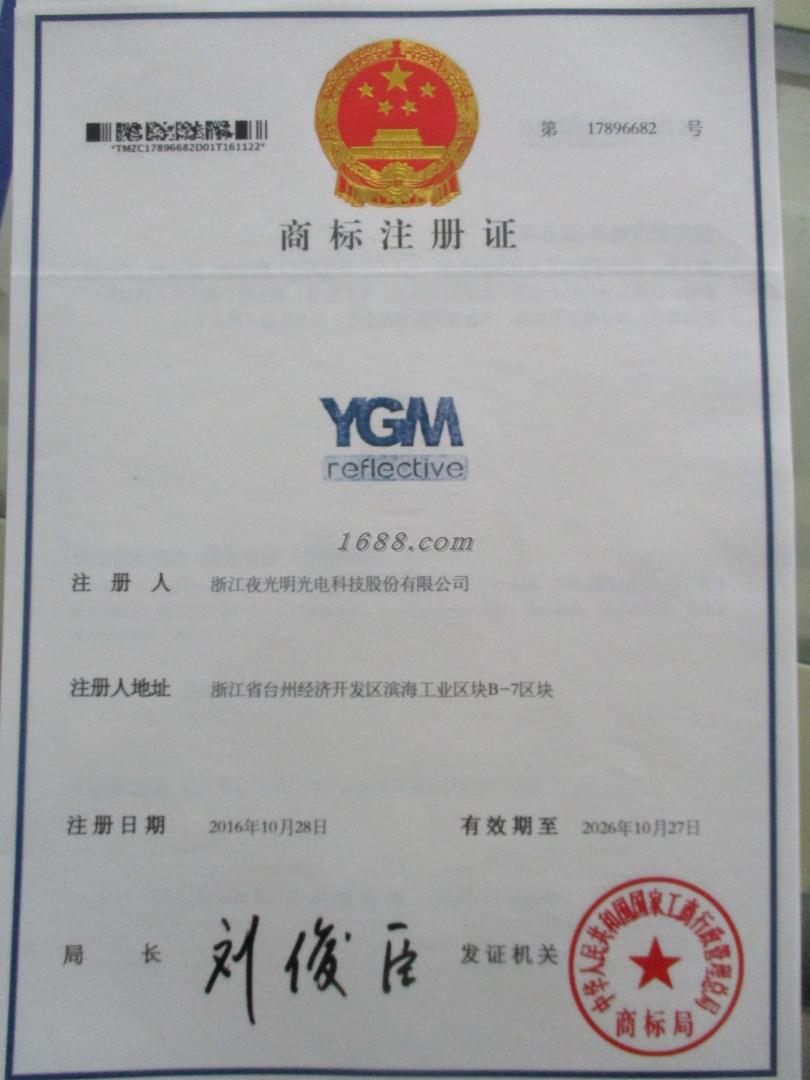 *TMZC17896682D01T161122*
第 17896682 号
商标注册证
YGM
reflective
1688.com
注册人 浙江夜光明光电科技股份有限公司
注册人地址 浙江省台州经济开发区滨海工业区块B-7区块
注册日期 2016年10月28日 有效期至 2026年10月27日
局长 刘俊臣 发证机关
中华人民共和国国家工商行政管理总局
商标局